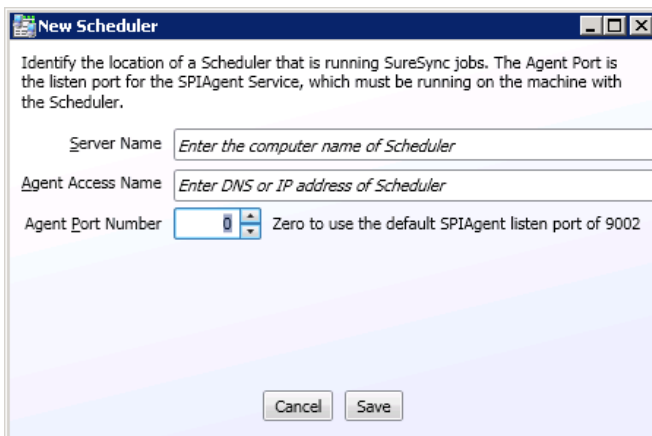 New Scheduler
Identify the location of a Scheduler that is running SureSync jobs. The Agent Port is
the listen port for the SPIAgent Service, which must be running on the machine with
the Scheduler.
Server Name Enter the computer name of Scheduler
Agent Access Name Enter DNS or IP address of Scheduler
Agent Port Number 0 Zero to use the default SPIAgent listen port of 9002
Cancel Save